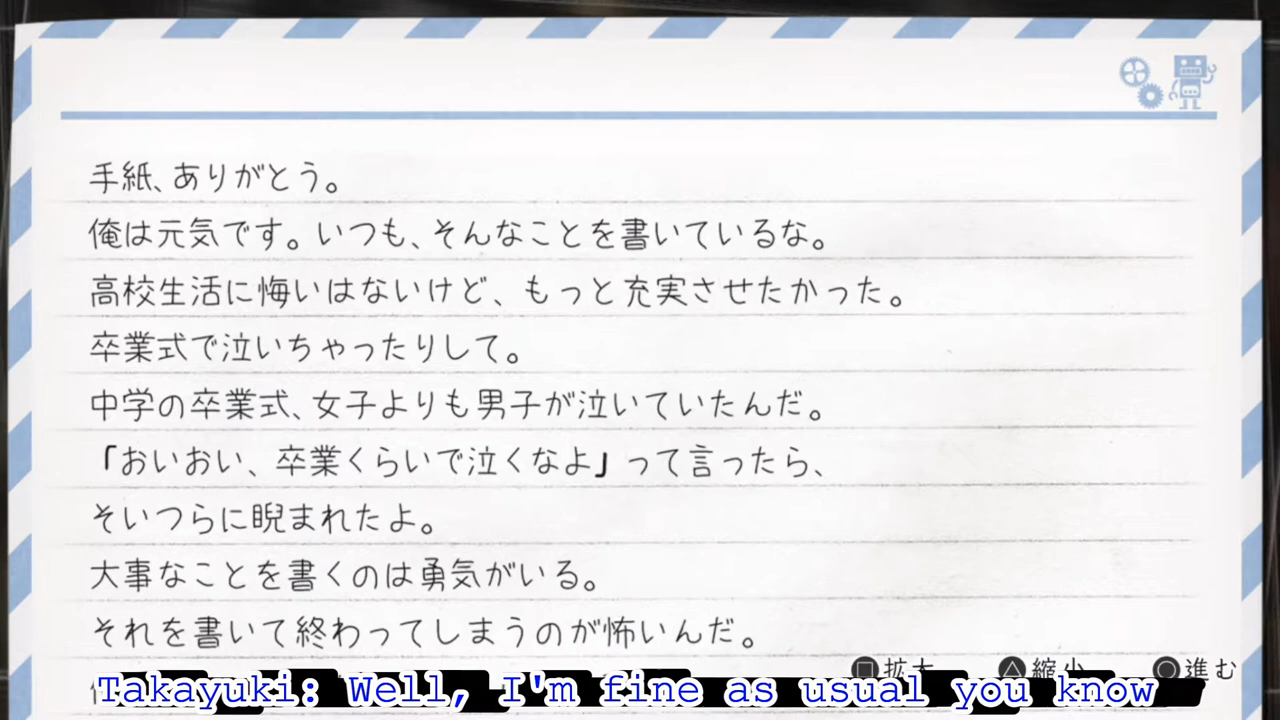 手紙、ありがとう。
俺は元気です。いつも、そんなことを書いているな。
高校生活に悔いはないけど、もっと充実させたかった。
卒業式で泣いちゃったりして。
中学の卒業式、女子よりも男子が泣いていたんだ。
「おいおい、卒業くらいで泣くなよ」って言ったら、
そいつらに睨まれたよ。
大事なことを書くのは勇気がいる。
それを書いて終わってしまうのが怖いんだ。
拡大 縮小 進む
Takayuki: Well, I'm fine as usual you know